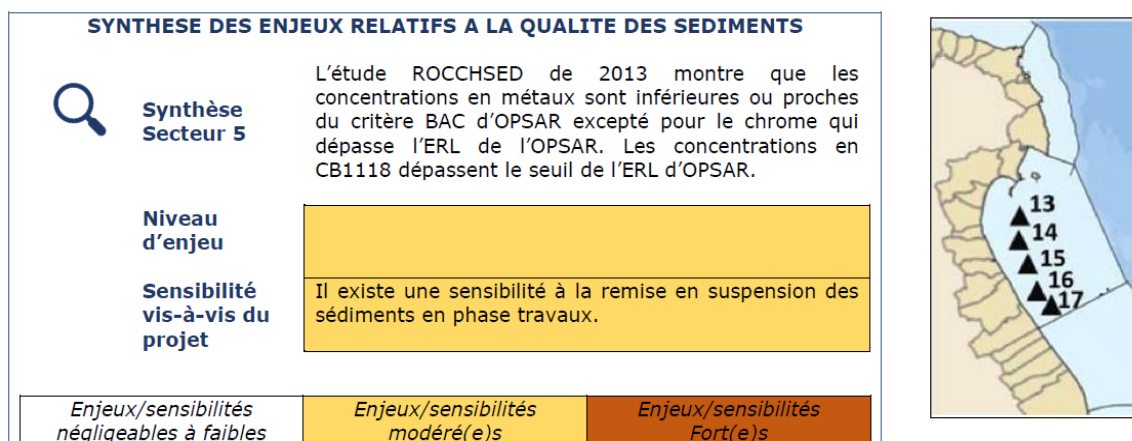 SYNTHESE DES ENJEUX RELATIFS A LA QUALITE DES SEDIMENTS
Synthèse
Secteur 5
L’étude ROCCHSED de 2013 montre que les
concentrations en métaux sont inférieures ou proches
du critère BAC d’OPSAR excepté pour le chrome qui
dépasse l’ERL de l’OPSAR. Les concentrations en
CB1118 dépassent le seuil de l’ERL d’OPSAR.
Niveau
d’enjeu
Sensibilité
vis-à-vis du
projet
Il existe une sensibilité à la remise en suspension des
sédiments en phase travaux.
Enjeux/sensibilités
négligeables à faibles
Enjeux/sensibilités
modéré(e)s
Enjeux/sensibilités
Fort(e)s
13
14
15
16
17